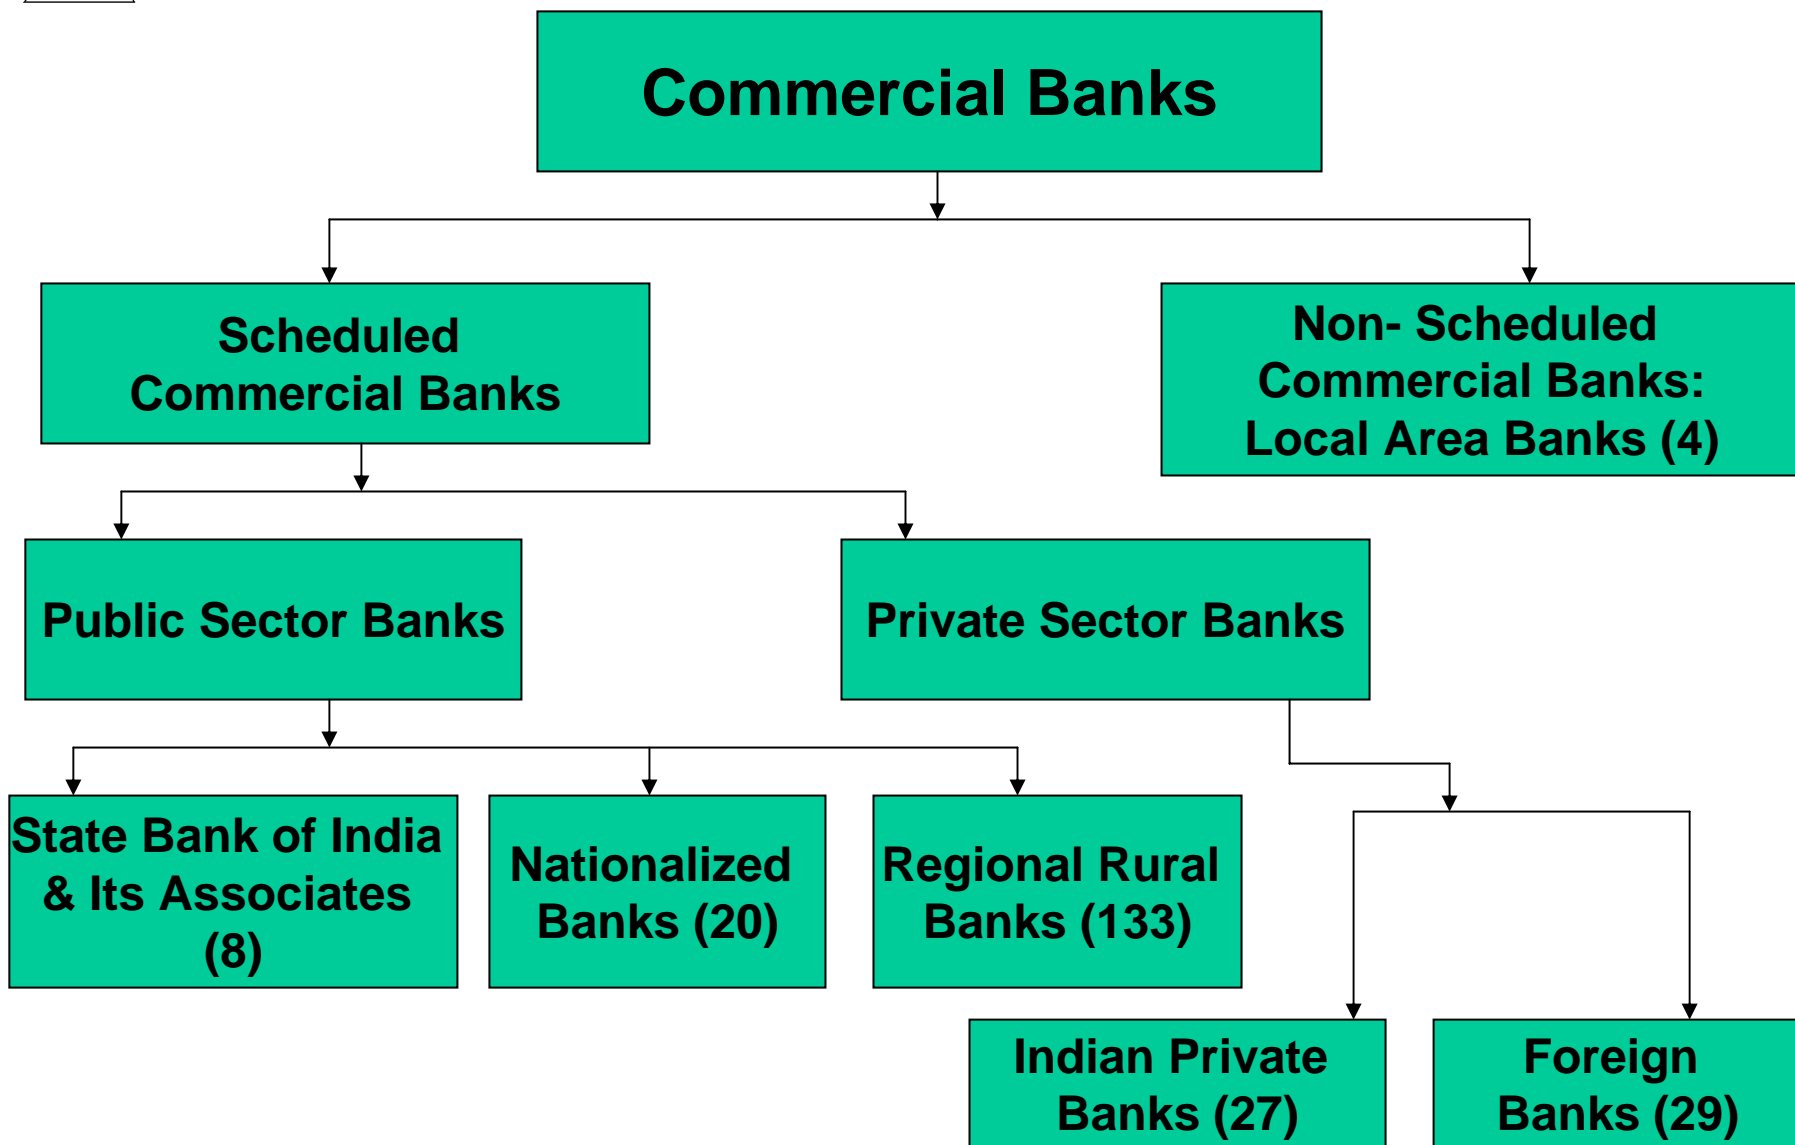 Commercial Banks
Scheduled
Commercial Banks
Non- Scheduled
Commercial Banks:
Local Area Banks (4)
Public Sector Banks
Private Sector Banks
State Bank of India
& Its Associates
(8)
Nationalized
Banks (20)
Regional Rural
Banks (133)
Indian Private
Banks (27)
Foreign
Banks (29)